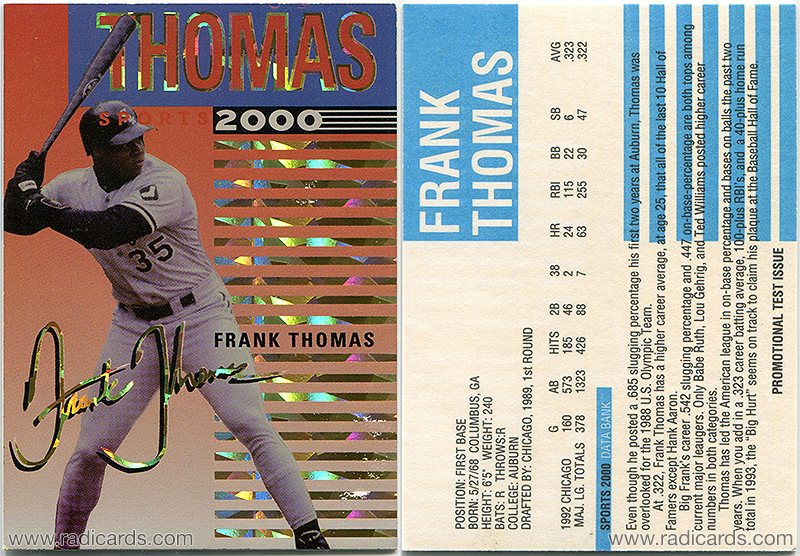 THOMAS
SPORTS 2000
35
FRANK THOMAS
Frank Thomas
www.radicards.com
FRANK
THOMAS
POSITION: FIRST BASE
BORN: 5/27/68 COLUMBUS, GA
HEIGHT: 6'5" WEIGHT: 240
BATS: R THROWS:R
COLLEGE: AUBURN
DRAFTED BY: CHICAGO, 1989, 1st ROUND
G AB HITS 2B 38 HR RBI BB SB AVG
1992 CHICAGO 160 573 185 46 2 24 115 22 6 .323
MAJ. LG. TOTALS 378 1323 426 88 7 63 255 30 47 .322
SPORTS 2000 DATA BANK
Even though he posted a .685 slugging percentage his first two years at Auburn, Thomas was
overlooked for the 1988 U.S. Olympic Team.
At .322, Frank Thomas has a higher career average, at age 25, that all of the last 10 Hall of
Famers except Hank Aaron.
Big Frank's career .542 slugging percentage and .447 on-base-percentage are both tops among
current major leaugers. Only Babe Ruth, Lou Gehrig, and Ted Williams posted higher career
numbers in both categories.
Thomas has led the American league in on-base percentage and bases on balls the past two
years. When you add in a .323 career batting average, 100-plus RBI's, and a 40-plus home run
total in 1993, the "Big Hurt" seems on track to claim his plaque at the Baseball Hall of Fame.
PROMOTIONAL TEST ISSUE
www.radicards.com